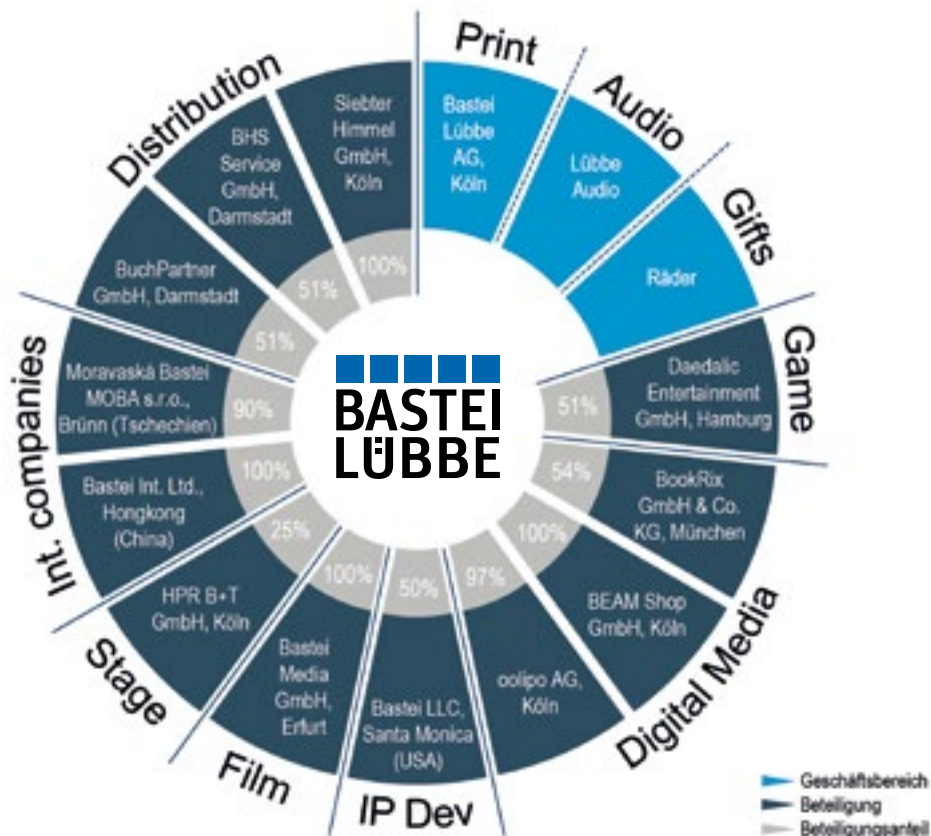 Print
Bastei
Lübbe
AG,
Köln
Audio
Lübbe
Audio
Gifts
Räder
Game
Daedalic
Entertainment
GmbH, Hamburg
51%
Digital Media
BookRix
GmbH & Co.
KG, München
54%
BEAM Shop
GmbH, Köln
100%
oolipo AG,
Köln
97%
IP Dev
Bastei LLC,
Santa Monica
(USA)
50%
Film
Bastei
Media
GmbH,
Erfurt
100%
Stage
HPR B+T
GmbH, Köln
25%
Int. companies
Bastei Int. Ltd.,
Hongkong
(China)
100%
Moravaská Bastei
MOBA s.r.o.,
Brünn (Tschechien)
90%
Distribution
BuchPartner
GmbH, Darmstadt
51%
BHS
Service
GmbH,
Darmstadt
51%
Siebter
Himmel
GmbH,
Köln
100%
BASTEI
LÜBBE
Geschäftsbereich
Beteiligung
Beteiligungsanteil